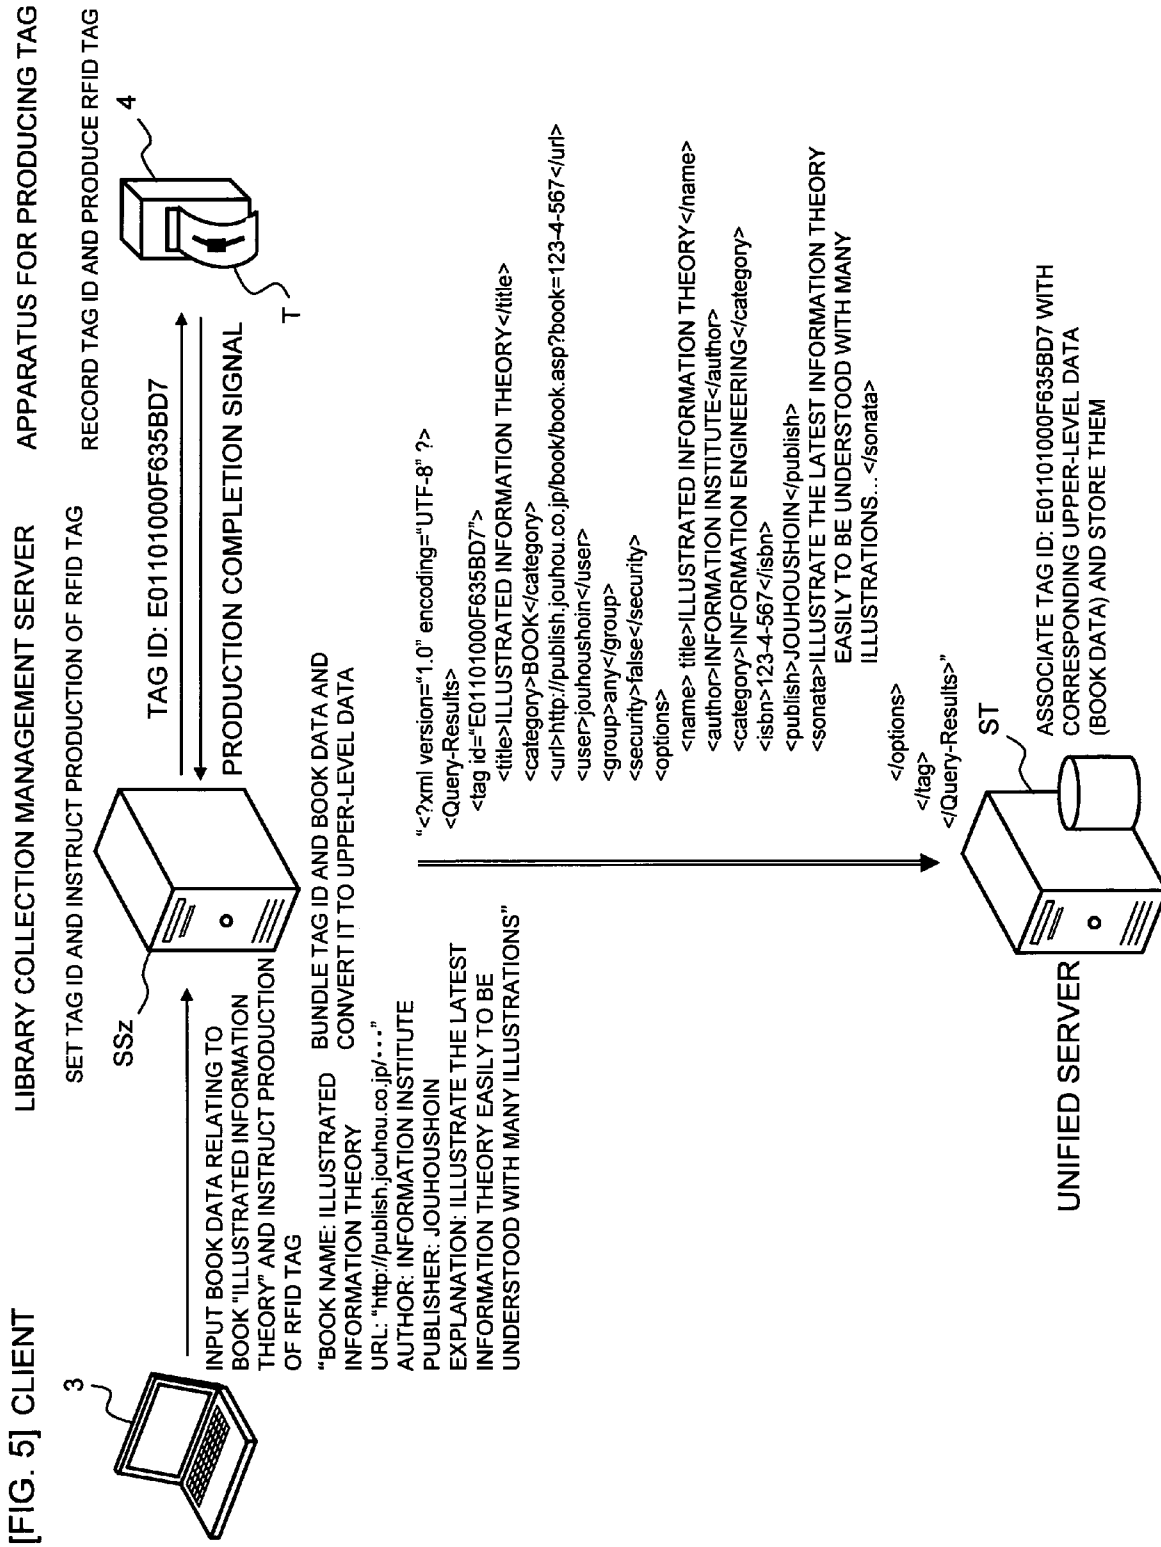 [FIG. 5] CLIENT
LIBRARY COLLECTION MANAGEMENT SERVER
APPARATUS FOR PRODUCING TAG
SET TAG ID AND INSTRUCT PRODUCTION OF RFID TAG
RECORD TAG ID AND PRODUCE RFID TAG
3
SSz
4
TAG ID: E01101000F635BD7
PRODUCTION COMPLETION SIGNAL
T
INPUT BOOK DATA RELATING TO
BOOK "ILLUSTRATED INFORMATION
THEORY" AND INSTRUCT PRODUCTION
OF RFID TAG
"BOOK NAME: ILLUSTRATED
INFORMATION THEORY
URL: "http://publish.jouhou.co.jp/･･･"
AUTHOR: INFORMATION INSTITUTE
PUBLISHER: JOUHOUSHOIN
EXPLANATION: ILLUSTRATE THE LATEST
INFORMATION THEORY EASILY TO BE
UNDERSTOOD WITH MANY ILLUSTRATIONS"
BUNDLE TAG ID AND BOOK DATA AND
CONVERT IT TO UPPER-LEVEL DATA
"<?xml version="1.0" encoding="UTF-8" ?>
<Query-Results>
<tag id="E01101000F635BD7">
<title>ILLUSTRATED INFORMATION THEORY</title>
<category>BOOK</category>
<url>http://publish.jouhou.co.jp/book/book.asp?book=123-4-567</url>
<user>jouhoushoin</user>
<group>any</group>
<security>false</security>
<options>
<name> title>ILLUSTRATED INFORMATION THEORY</name>
<author>INFORMATION INSTITUTE</author>
<category>INFORMATION ENGINEERING</category>
<isbn>123-4-567</isbn>
<publish>JOUHOUSHOIN</publish>
<sonata>ILLUSTRATE THE LATEST INFORMATION THEORY
EASILY TO BE UNDERSTOOD WITH MANY
ILLUSTRATIONS...</sonata>
</options>
</tag>
</Query-Results>"
UNIFIED SERVER
ST
ASSOCIATE TAG ID: E01101000F635BD7 WITH
CORRESPONDING UPPER-LEVEL DATA
(BOOK DATA) AND STORE THEM